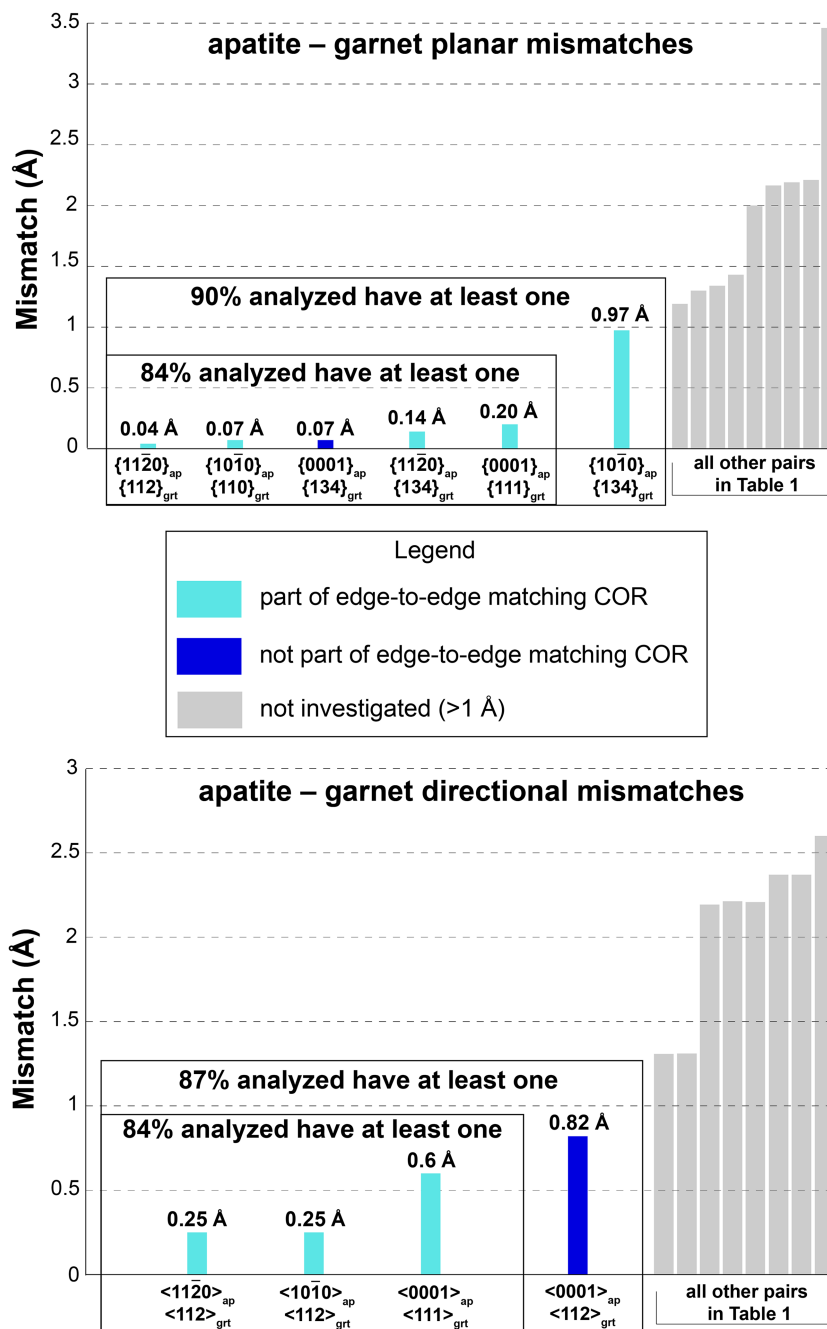 apatite – garnet planar mismatches
Mismatch (Å)
3.5
3
2.5
2
1.5
1
0.5
0
90% analyzed have at least one
84% analyzed have at least one
0.04 Å
0.07 Å
0.07 Å
0.14 Å
0.20 Å
0.97 Å
{112̅0}ap
{112}grt
{101̅0}ap
{110}grt
{0001}ap
{134}grt
{112̅0}ap
{134}grt
{0001}ap
{111}grt
{101̅0}ap
{134}grt
all other pairs
in Table 1
Legend
part of edge-to-edge matching COR
not part of edge-to-edge matching COR
not investigated (>1 Å)
apatite – garnet directional mismatches
Mismatch (Å)
3
2.5
2
1.5
1
0.5
0
87% analyzed have at least one
84% analyzed have at least one
0.25 Å
0.25 Å
0.6 Å
0.82 Å
<112̅0>ap
<112>grt
<101̅0>ap
<112>grt
<0001>ap
<111>grt
<0001>ap
<112>grt
all other pairs
in Table 1